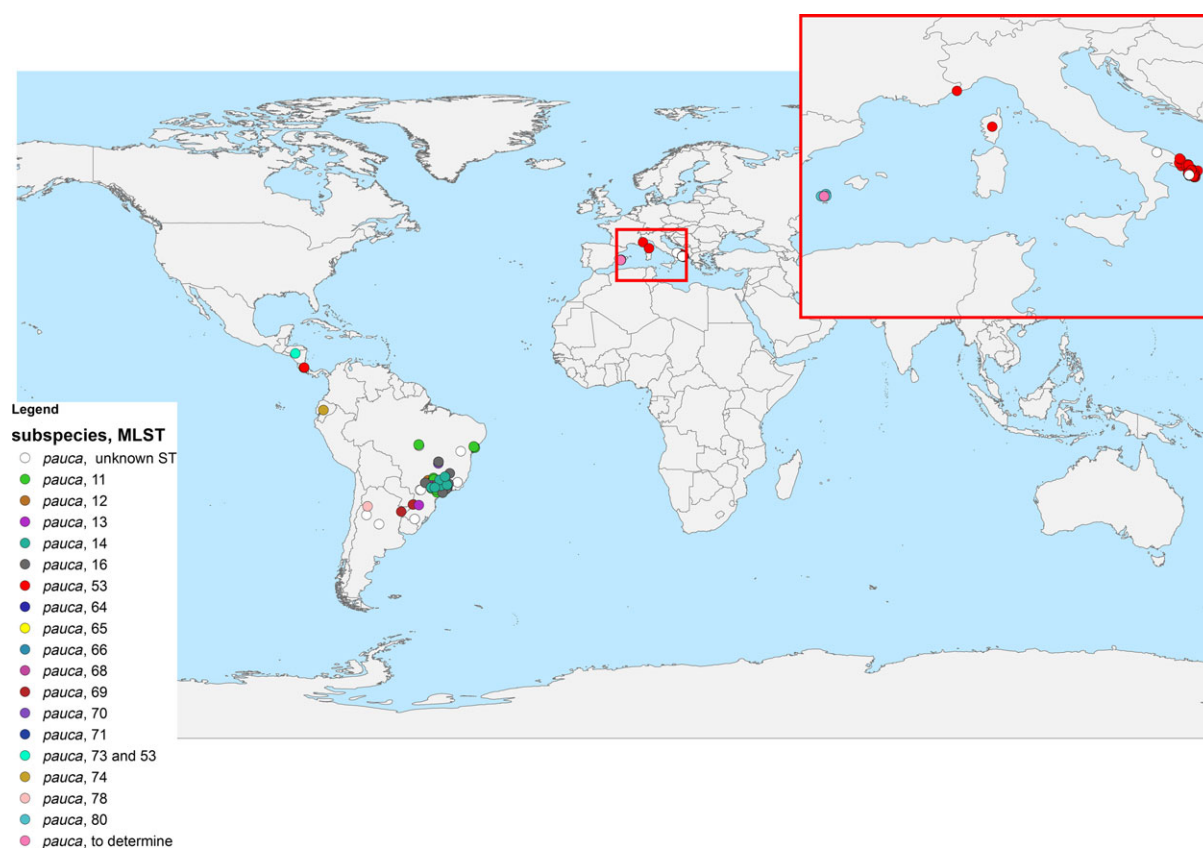 Legend
subspecies, MLST
pauca, unknown ST
pauca, 11
pauca, 12
pauca, 13
pauca, 14
pauca, 16
pauca, 53
pauca, 64
pauca, 65
pauca, 66
pauca, 68
pauca, 69
pauca, 70
pauca, 71
pauca, 73 and 53
pauca, 74
pauca, 78
pauca, 80
pauca, to determine